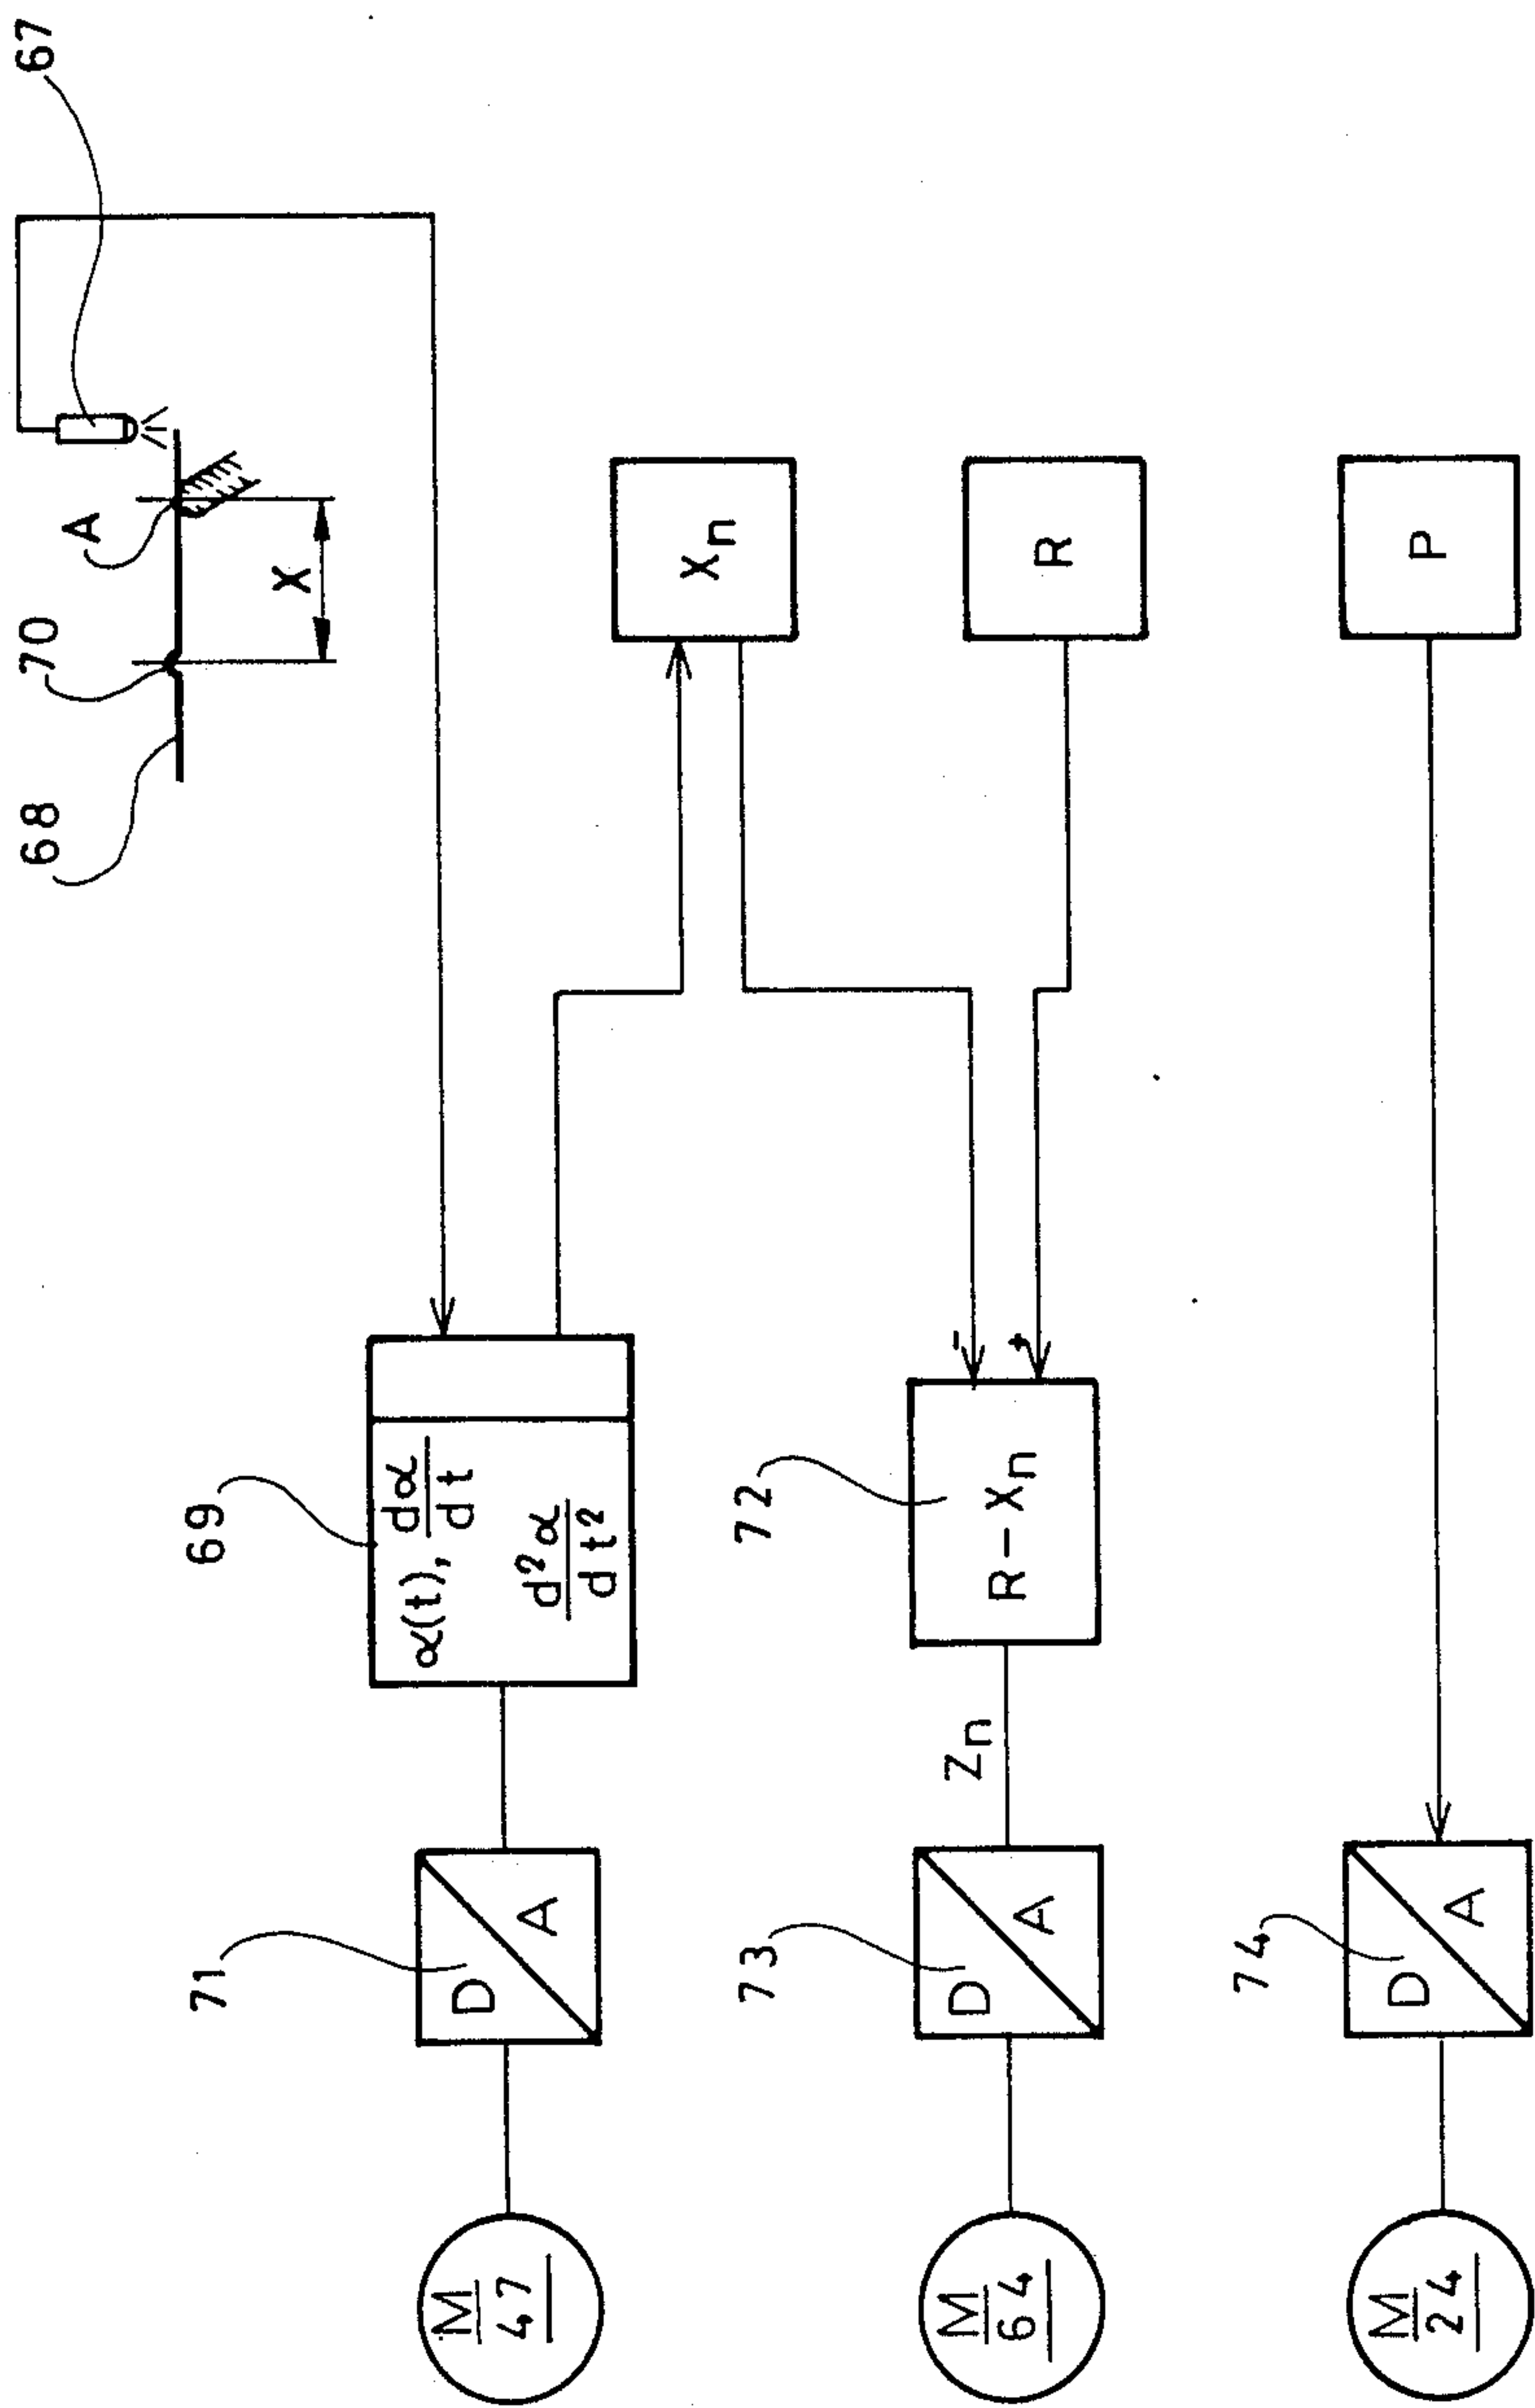 67
A
70
X
68
Xn
R
P
69
α(t), dα/dt
d²α/dt²
72
R-Xn
-
+
Zn
71
D
A
73
D
A
74
D
A
M
47
M
64
M
24